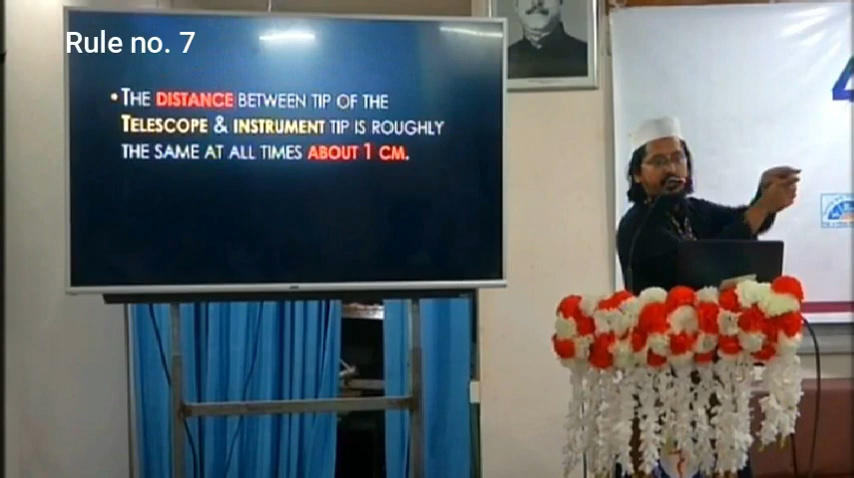 Rule no. 7
• THE DISTANCE BETWEEN TIP OF THE
TELESCOPE & INSTRUMENT TIP IS ROUGHLY
THE SAME AT ALL TIMES ABOUT 1 CM.
4